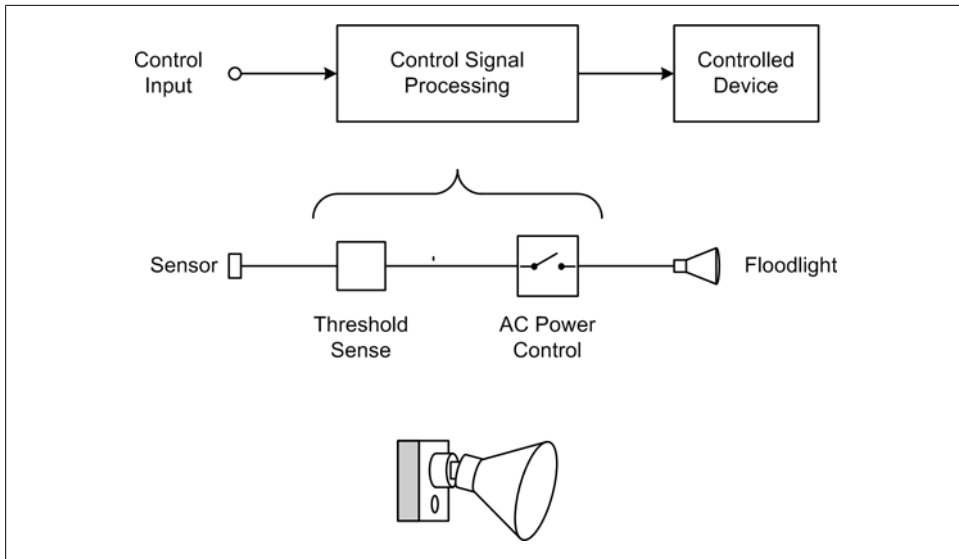 Control
Input
Control Signal
Processing
Controlled
Device
Sensor
Threshold
Sense
AC Power
Control
Floodlight